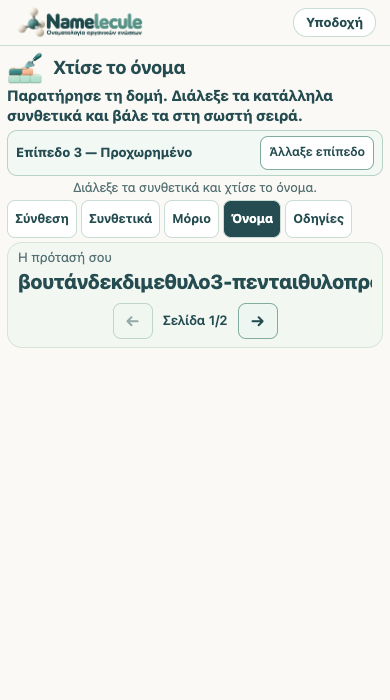 Namelecule
Ονοματολογία οργανικών ενώσεων
Υποδοχή
Χτίσε το όνομα
Παρατήρησε τη δομή. Διάλεξε τα κατάλληλα
συνθετικά και βάλε τα στη σωστή σειρά.
Επίπεδο 3 — Προχωρημένο
Άλλαξε επίπεδο
Διάλεξε τα συνθετικά και χτίσε το όνομα.
Σύνθεση
Συνθετικά
Μόριο
Όνομα
Οδηγίες
Η πρότασή σου
βουτάνδεκδιμεθυλο3-πενταιθυλοπρ
←
Σελίδα 1/2
→